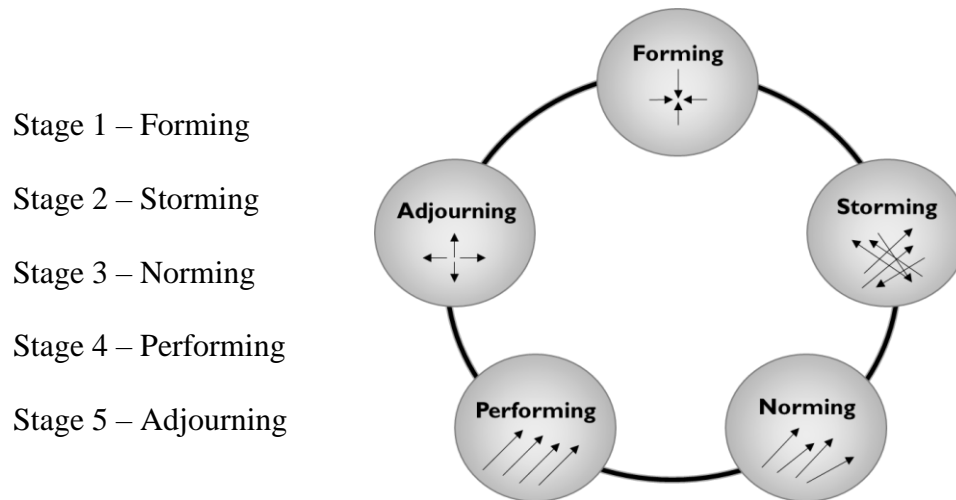 Stage 1 – Forming
Stage 2 – Storming
Stage 3 – Norming
Stage 4 – Performing
Stage 5 – Adjourning
Forming
Storming
Norming
Performing
Adjourning